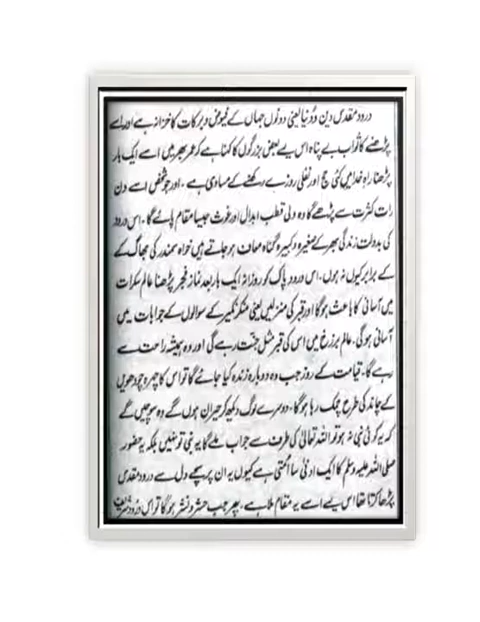 درود مقدس دین و دُنیا یعنی دونوں جہاں کے فیوض و برکات کا خزانہ ہے اور اسے
پڑھنے کا ثواب بے پناہ اس لیے بعض بزرگوں کا کہنا ہے کہ عمر بھر میں اسے ایک بار
پڑھنا راہِ خدا میں کئی حج اور نفلی روزے رکھنے کے مساوی ہے۔ اور جو شخص اسے دن
رات کثرت سے پڑھے گا وہ ولی قطب ابدال اور غوث جیسا مقام پائے گا۔ اس درود
کی بدولت زندگی بھر کے صغیرہ و کبیرہ گناہ معاف ہو جاتے ہیں خواہ سمندر کی جھاگ کے
کے برابر کیوں نہ ہوں۔ اس درود پاک کو روزانہ ایک بار بعد نماز فجر پڑھنا عالم سکرات
میں آسانی کا باعث ہوگا اور قبر کی منزلیں یعنی منکر نکیر کے سوالوں کے جوابات میں
آسانی ہوگی۔ عالم برزخ میں اس کی قبر مثل جنّت رہے گی اور وہ ہمیشہ راحت سے
رہے گا۔ قیامت کے روز جب وہ دوبارہ زندہ کیا جائے گا تو اس کا چہرہ چودھویں
کے چاند کی طرح چمک رہا ہوگا۔ دوسرے لوگ دیکھ کر حیران ہوں گے وہ سوچیں گے
کہ یہ کوئی نبی نہ ہو تو اللہ تعالیٰ کی طرف سے جواب ملے گا یہ نبی تو نہیں بلکہ یہ حضور
صلی اللہ علیہ وسلم کا ایک ادنیٰ سا اُمتی ہے کیوں یہ ان پر سچے دل سے درود مقدس
پڑھا کرتا تھا اس لیے اسے یہ مقام ملا ہے۔ پھر جب حشر و نشر ہوگا تو اس درود شریف